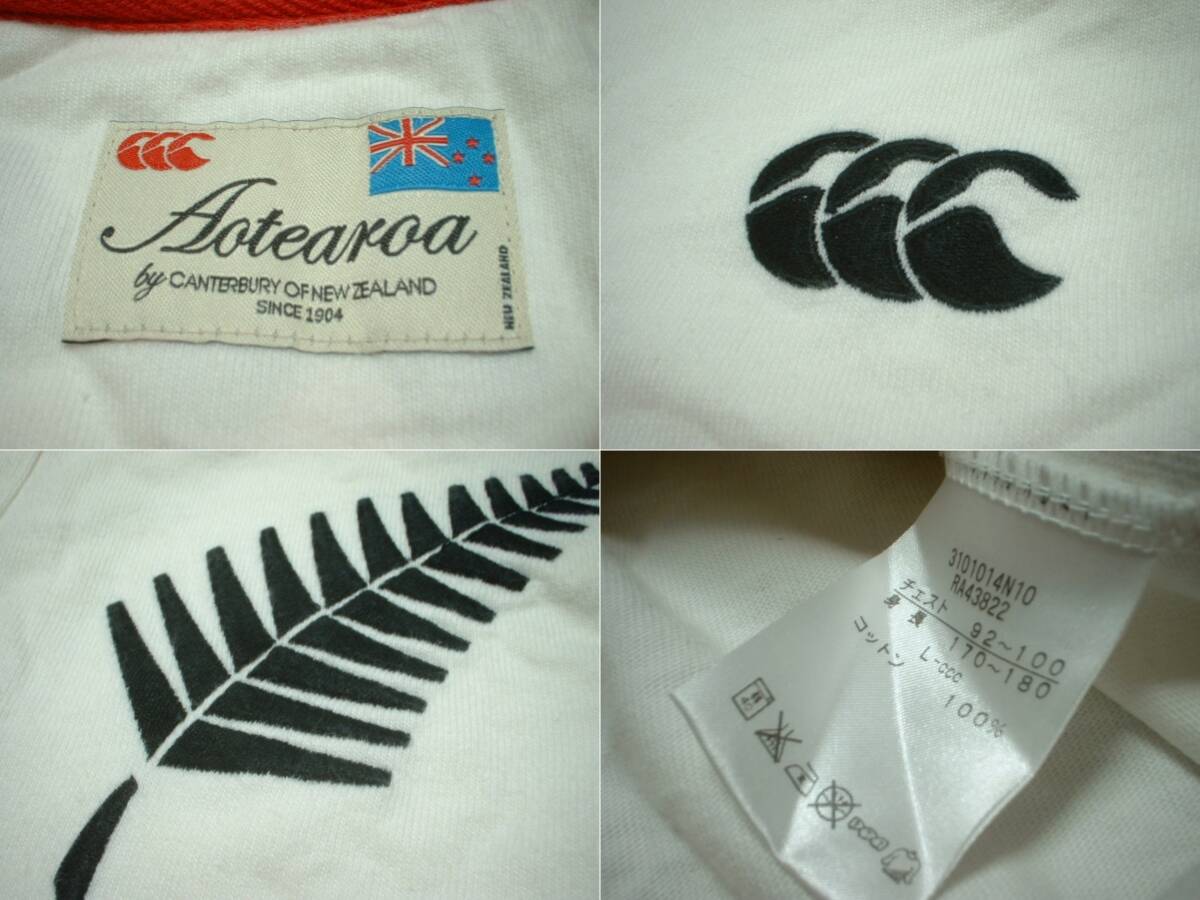 Aotearoa
by CANTERBURY OF NEW ZEALAND
SINCE 1904
NEW ZEALAND
3101014N10
RA43822
チェスト 92~100
身長 170~180
L-ccc
コットン 100%